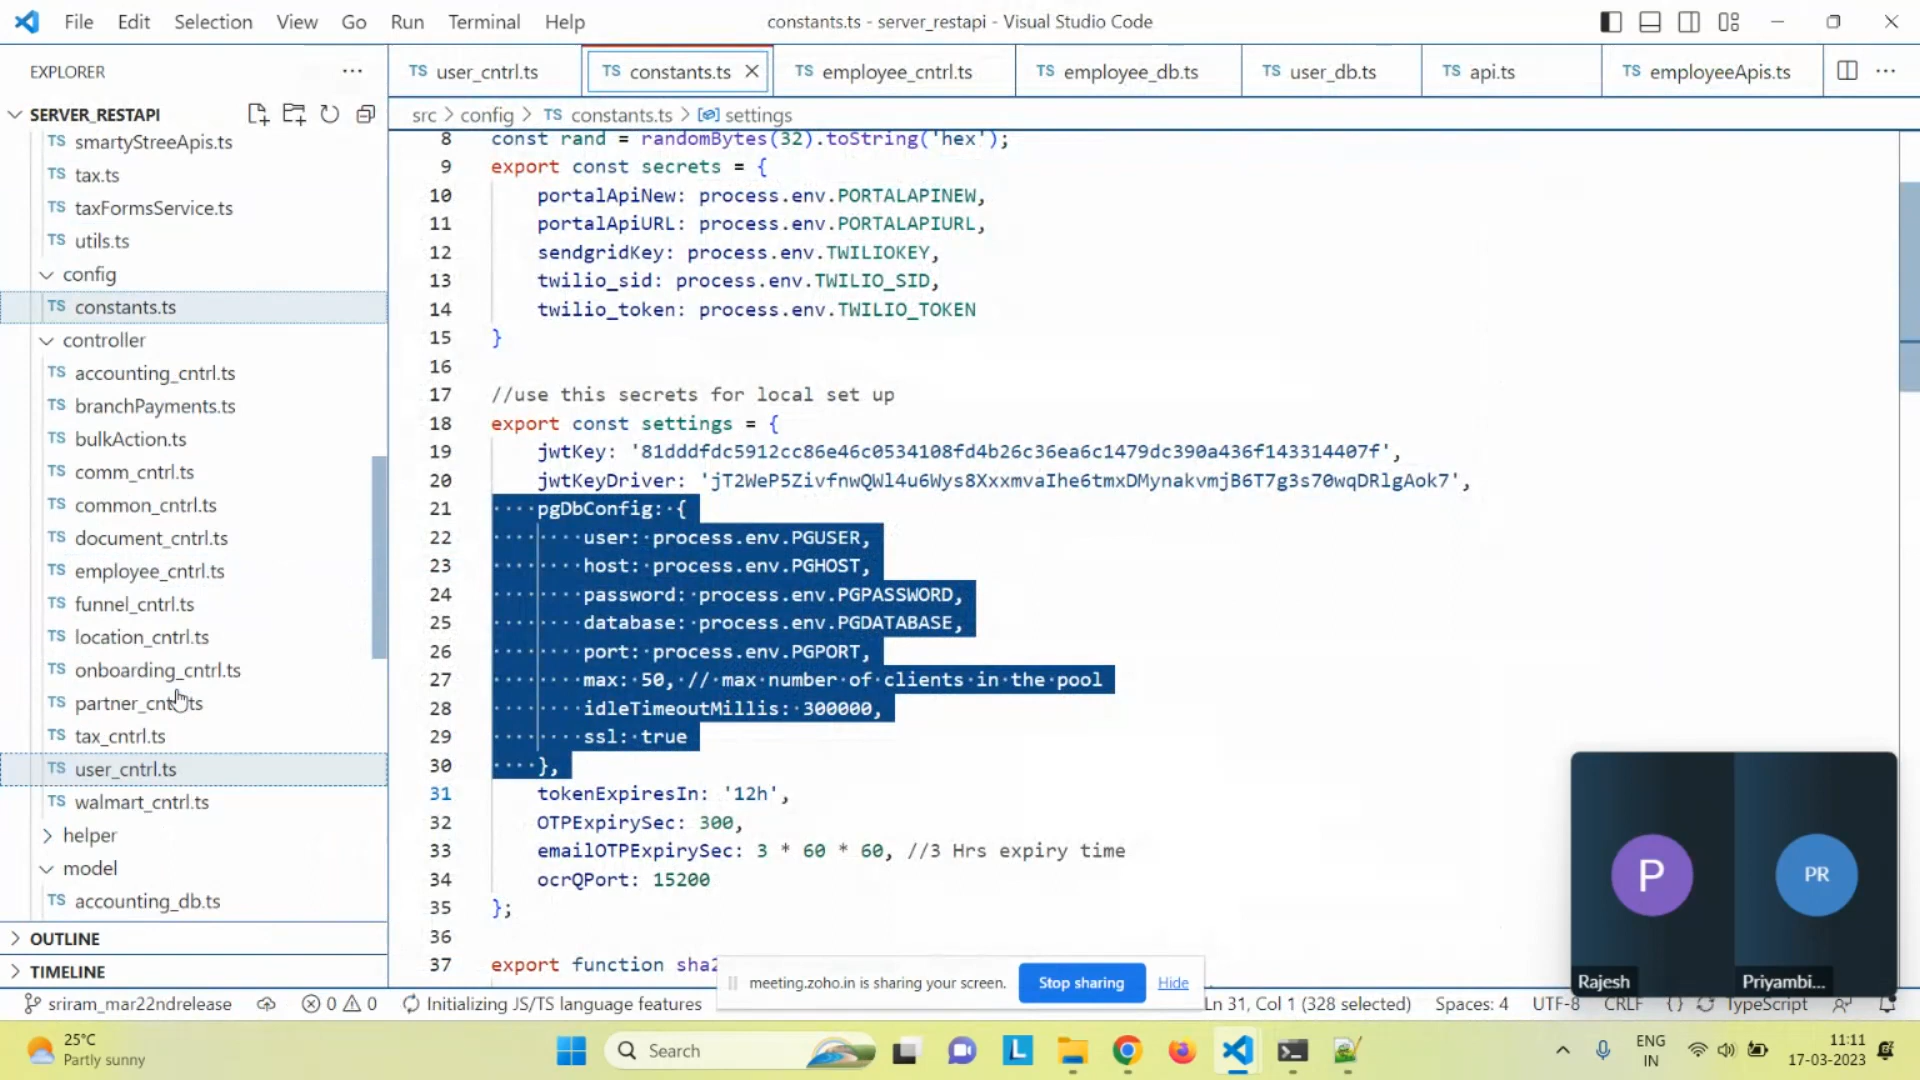 File Edit Selection View Go Run Terminal Help
constants.ts - server_restapi - Visual Studio Code
EXPLORER
SERVER_RESTAPI
TS smartyStreeApis.ts
TS tax.ts
TS taxFormsService.ts
TS utils.ts
config
TS constants.ts
controller
TS accounting_cntrl.ts
TS branchPayments.ts
TS bulkAction.ts
TS comm_cntrl.ts
TS common_cntrl.ts
TS document_cntrl.ts
TS employee_cntrl.ts
TS funnel_cntrl.ts
TS location_cntrl.ts
TS onboarding_cntrl.ts
TS partner_cntrl.ts
TS tax_cntrl.ts
TS user_cntrl.ts
TS walmart_cntrl.ts
helper
model
TS accounting_db.ts
OUTLINE
TIMELINE
TS user_cntrl.ts TS constants.ts TS employee_cntrl.ts TS employee_db.ts TS user_db.ts TS api.ts TS employeeApis.ts
src > config > TS constants.ts > settings
8 const rand = randomBytes(32).toString('hex');
9 export const secrets = {
10 portalApiNew: process.env.PORTALAPINEW,
11 portalApiURL: process.env.PORTALAPIURL,
12 sendgridKey: process.env.TWILIOKEY,
13 twilio_sid: process.env.TWILIO_SID,
14 twilio_token: process.env.TWILIO_TOKEN
15 }
16
17 //use this secrets for local set up
18 export const settings = {
19 jwtKey: '81dddfdc5912cc86e46c0534108fd4b26c36ea6c1479dc390a436f143314407f',
20 jwtKeyDriver: 'jT2WeP5ZivfnwQWl4u6Wys8XxxmvaIhe6tmxDMynakvmjB6T7g3s70wqDRlgAok7',
21 pgDbConfig: {
22 user: process.env.PGUSER,
23 host: process.env.PGHOST,
24 password: process.env.PGPASSWORD,
25 database: process.env.PGDATABASE,
26 port: process.env.PGPORT,
27 max: 50, // max number of clients in the pool
28 idleTimeoutMillis: 300000,
29 ssl: true
30 },
31 tokenExpiresIn: '12h',
32 OTPExpirySec: 300,
33 emailOTPExpirySec: 3 * 60 * 60, //3 Hrs expiry time
34 ocrQPort: 15200
35 };
36
37 export function sha2
meeting.zoho.in is sharing your screen. Stop sharing Hide
P
PR
Rajesh
Priyambi...
sriram_mar22ndrelease 0 0 Initializing JS/TS language features Ln 31, Col 1 (328 selected) Spaces: 4 UTF-8 CRLF { } TypeScript
25°C
Partly sunny
Search
ENG
IN
11:11
17-03-2023